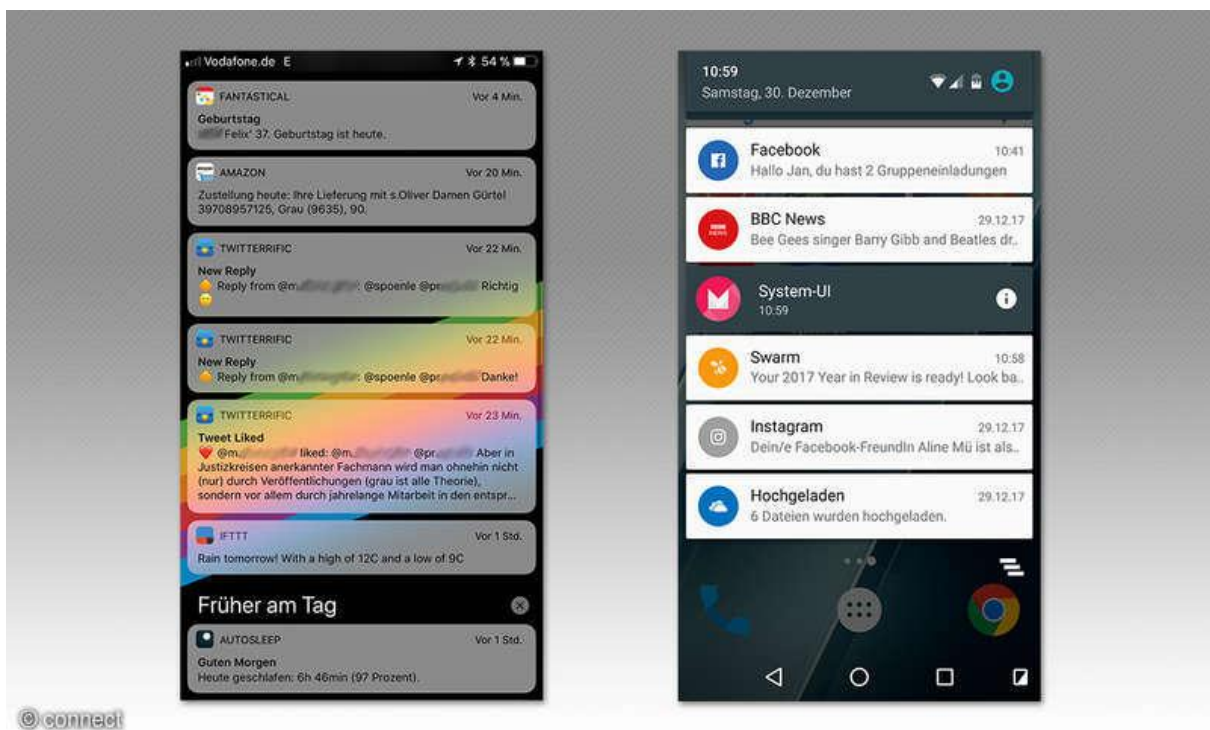 Vodafone.de E
54 %
FANTASTICAL
Vor 4 Min.
Geburtstag
Felix' 37. Geburtstag ist heute.
AMAZON
Vor 20 Min.
Zustellung heute: Ihre Lieferung mit s.Oliver Damen Gürtel
39708957125, Grau (9635), 90.
TWITTERRIFIC
Vor 22 Min.
New Reply
Reply from @m : @spoenle @pr Richtig
TWITTERRIFIC
Vor 22 Min.
New Reply
Reply from @m : @spoenle @pr Danke!
TWITTERRIFIC
Vor 23 Min.
Tweet Liked
@m liked: @m @pr Aber in
Justizkreisen anerkannter Fachmann wird man ohnehin nicht
(nur) durch Veröffentlichungen (grau ist alle Theorie),
sondern vor allem durch jahrelange Mitarbeit in den entspr...
IFTTT
Vor 1 Std.
Rain tomorrow! With a high of 12C and a low of 9C
Früher am Tag
AUTOSLEEP
Vor 1 Std.
Guten Morgen
Heute geschlafen: 6h 46min (97 Prozent).
10:59
Samstag, 30. Dezember
Facebook
10:41
Hallo Jan, du hast 2 Gruppeneinladungen
BBC News
29.12.17
Bee Gees singer Barry Gibb and Beatles dr..
System-UI
10:59
Swarm
10:58
Your 2017 Year in Review is ready! Look ba..
Instagram
29.12.17
Dein/e Facebook-FreundIn Aline Mü ist als..
Hochgeladen
29.12.17
6 Dateien wurden hochgeladen.
© connect